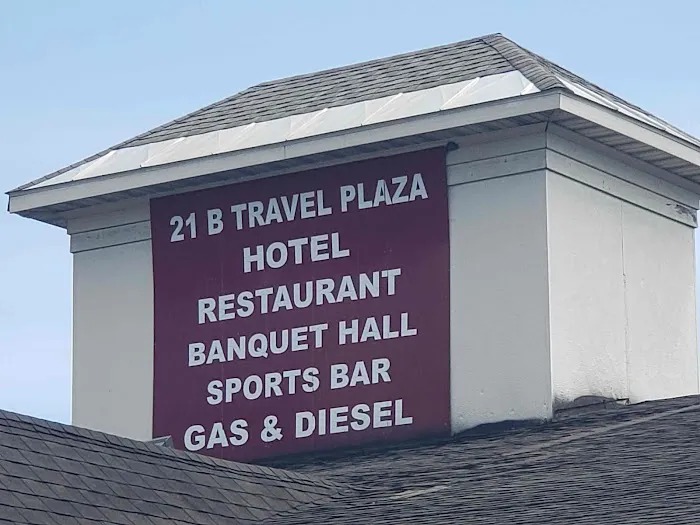 21 B TRAVEL PLAZA
HOTEL
RESTAURANT
BANQUET HALL
SPORTS BAR
GAS & DIESEL